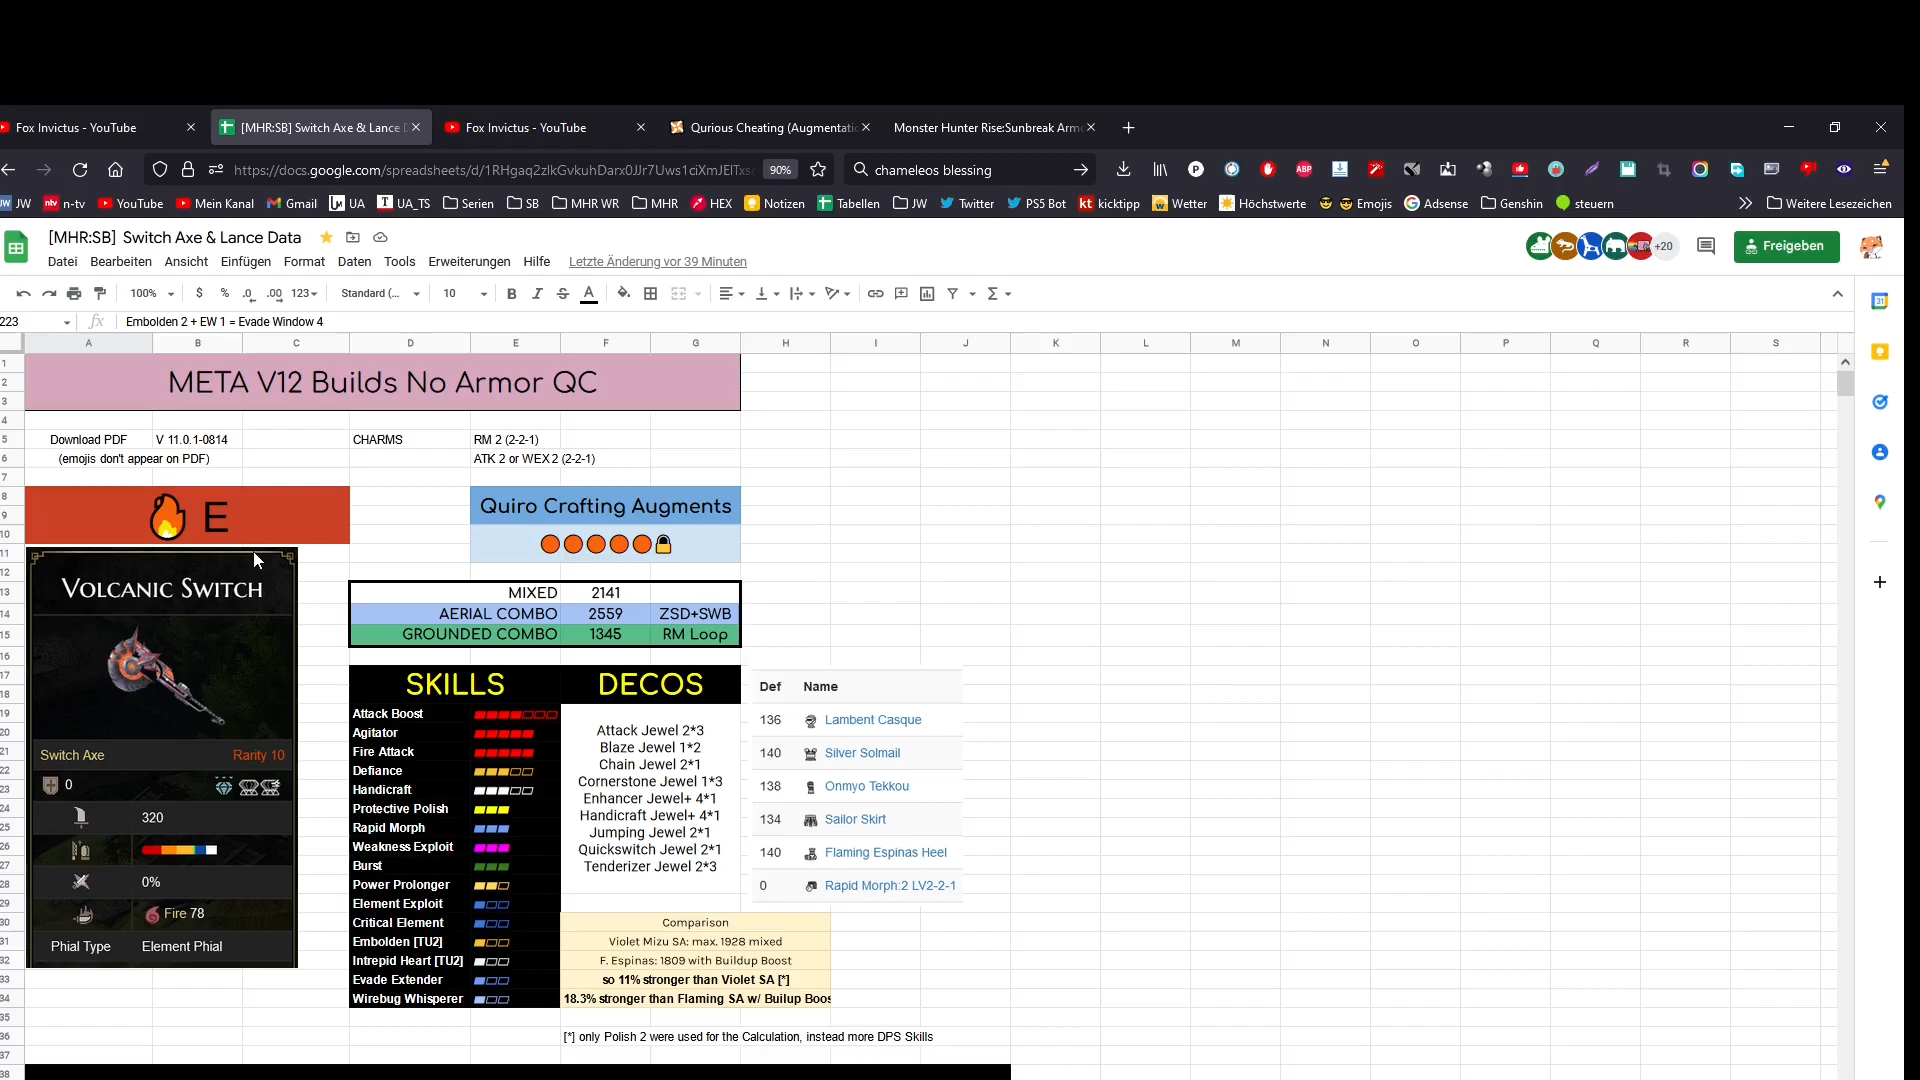 Fox Invictus - YouTube
[MHR:SB] Switch Axe & Lance D
Fox Invictus - YouTube
Qurious Cheating (Augmentatic
Monster Hunter Rise:Sunbreak Armo
https://docs.google.com/spreadsheets/d/1RHgaq2zlkGvkuhDarx0JJr7Uws1ciXmJElTxsc
90%
chameleos blessing
JW
n-tv
YouTube
Mein Kanal
Gmail
UA
UA_TS
Serien
SB
MHR WR
MHR
HEX
Notizen
Tabellen
JW
Twitter
PS5 Bot
kicktipp
Wetter
Höchstwerte
Emojis
Adsense
Genshin
steuern
Weitere Lesezeichen
[MHR:SB] Switch Axe & Lance Data
+20
Freigeben
Datei Bearbeiten Ansicht Einfügen Format Daten Tools Erweiterungen Hilfe Letzte Änderung vor 39 Minuten
100% $ % .0 .00 123 Standard (... 10 B I S A
223 fx Embolden 2 + EW 1 = Evade Window 4
A B C D E F G H I J K L M N O P Q R S
META V12 Builds No Armor QC
Download PDF V 11.0.1-0814 CHARMS RM 2 (2-2-1)
(emojis don't appear on PDF) ATK 2 or WEX 2 (2-2-1)
E
Quiro Crafting Augments
VOLCANIC SWITCH
Switch Axe Rarity 10
0
320
0%
Fire 78
Phial Type Element Phial
MIXED 2141
AERIAL COMBO 2559 ZSD+SWB
GROUNDED COMBO 1345 RM Loop
SKILLS DECOS
Attack Boost
Agitator
Fire Attack
Defiance
Handicraft
Protective Polish
Rapid Morph
Weakness Exploit
Burst
Power Prolonger
Element Exploit
Critical Element
Embolden [TU2]
Intrepid Heart [TU2]
Evade Extender
Wirebug Whisperer
Attack Jewel 2*3
Blaze Jewel 1*2
Chain Jewel 2*1
Cornerstone Jewel 1*3
Enhancer Jewel+ 4*1
Handicraft Jewel+ 4*1
Jumping Jewel 2*1
Quickswitch Jewel 2*1
Tenderizer Jewel 2*3
Def Name
136 Lambent Casque
140 Silver Solmail
138 Onmyo Tekkou
134 Sailor Skirt
140 Flaming Espinas Heel
0 Rapid Morph:2 LV2-2-1
Comparison
Violet Mizu SA: max. 1928 mixed
F. Espinas: 1809 with Buildup Boost
so 11% stronger than Violet SA [*]
18.3% stronger than Flaming SA w/ Builup Boos
[*] only Polish 2 were used for the Calculation, instead more DPS Skills